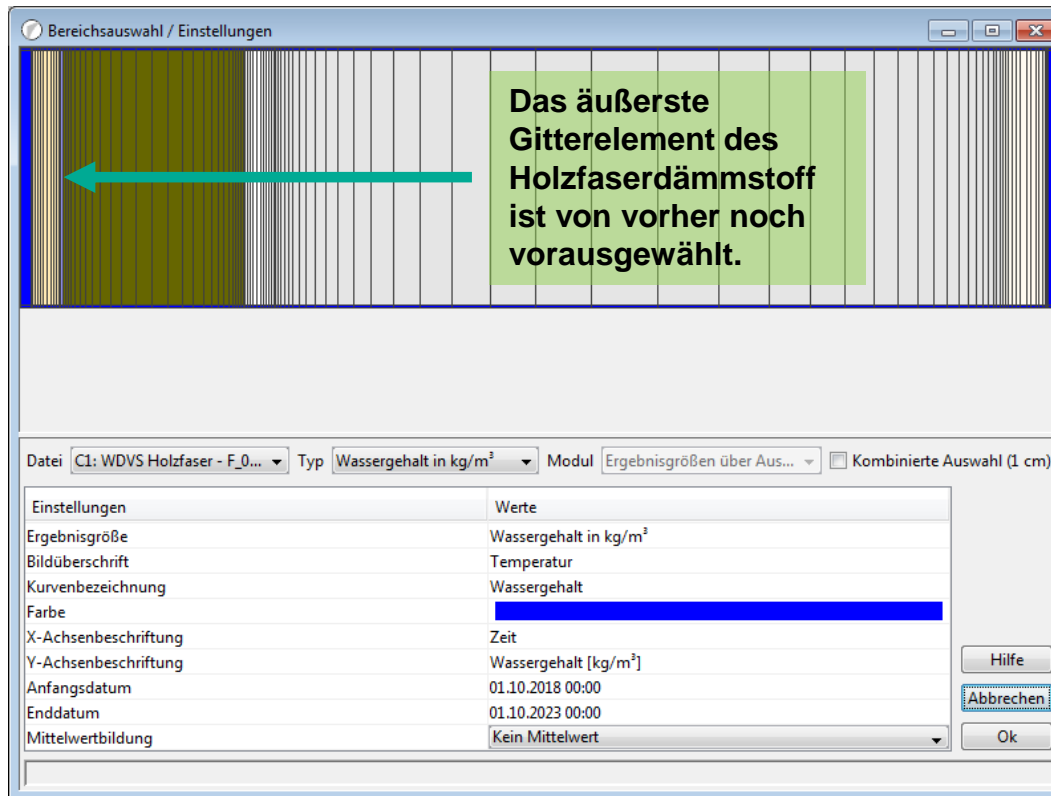 Bereichsauswahl / Einstellungen
Das äußerste
Gitterelement des
Holzfaserdämmstoff
ist von vorher noch
vorausgewählt.
Datei C1: WDVS Holzfaser - F_0... Typ Wassergehalt in kg/m³ Modul Ergebnisgrößen über Aus... Kombinierte Auswahl (1 cm)
Einstellungen Werte
Ergebnisgröße Wassergehalt in kg/m³
Bildüberschrift Temperatur
Kurvenbezeichnung Wassergehalt
Farbe
X-Achsenbeschriftung Zeit
Y-Achsenbeschriftung Wassergehalt [kg/m³]
Anfangsdatum 01.10.2018 00:00
Enddatum 01.10.2023 00:00
Mittelwertbildung Kein Mittelwert
Hilfe
Abbrechen
Ok